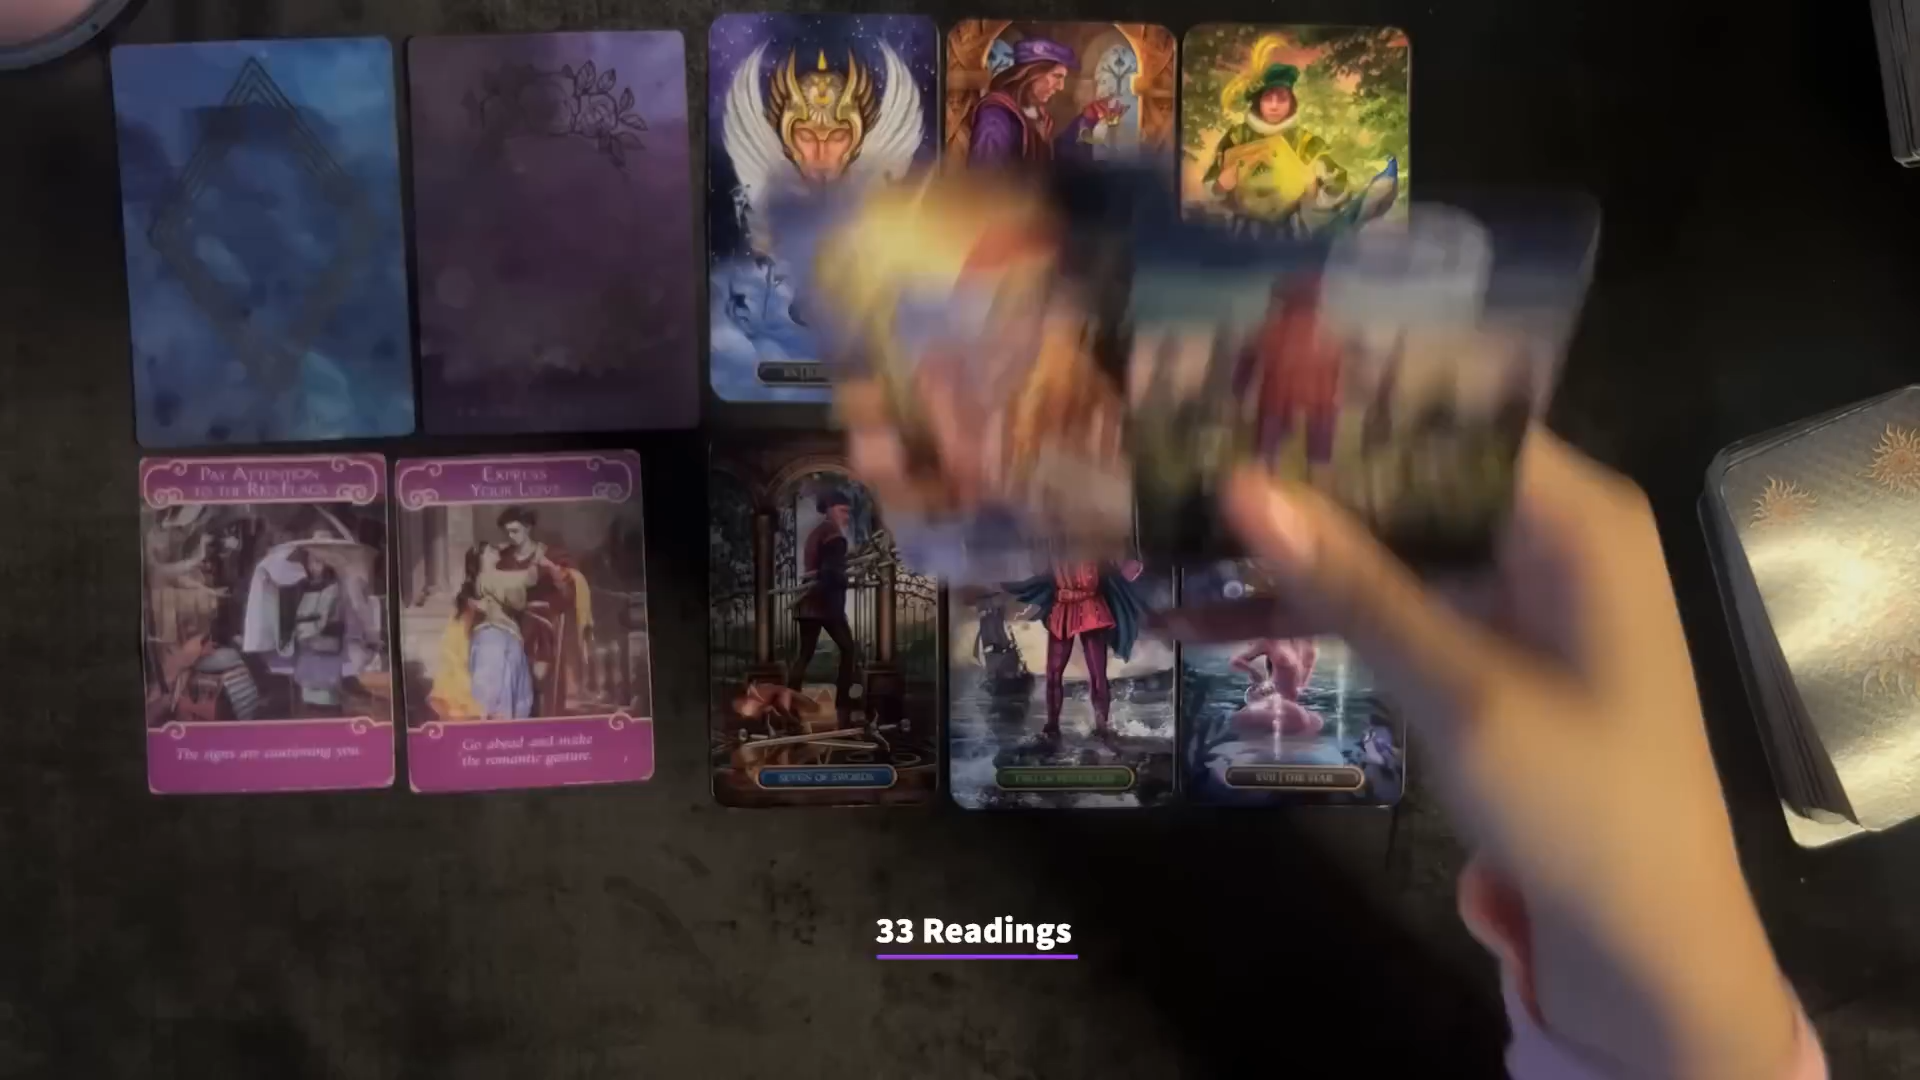 PAY ATTENTION
TO THE RED FLAGS
The signs are cautioning you.
EXPRESS
YOUR LOVE
Go ahead and make
the romantic gesture.
SEVEN OF SWORDS
XVII | THE STAR
33 Readings